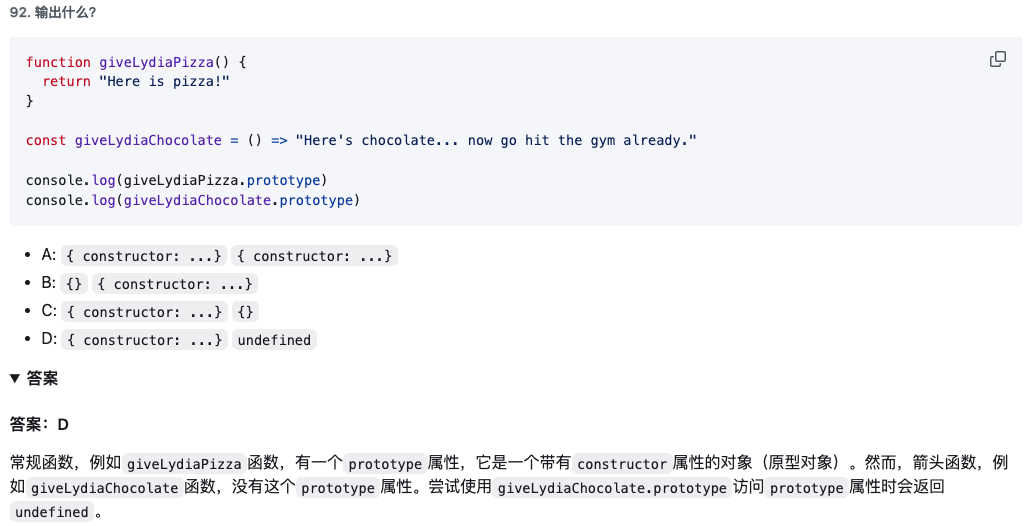 92. 输出什么?
function giveLydiaPizza() {
  return "Here is pizza!"
}
const giveLydiaChocolate = () => "Here's chocolate... now go hit the gym already."
console.log(giveLydiaPizza.prototype)
console.log(giveLydiaChocolate.prototype)
• A: { constructor: ...} { constructor: ...}
• B: {} { constructor: ...}
• C: { constructor: ...} {}
• D: { constructor: ...} undefined
▼ 答案
答案：D
常规函数，例如 giveLydiaPizza 函数，有一个 prototype 属性，它是一个带有 constructor 属性的对象（原型对象）。然而，箭头函数，例
如 giveLydiaChocolate 函数，没有这个 prototype 属性。尝试使用 giveLydiaChocolate.prototype 访问 prototype 属性时会返回
undefined 。